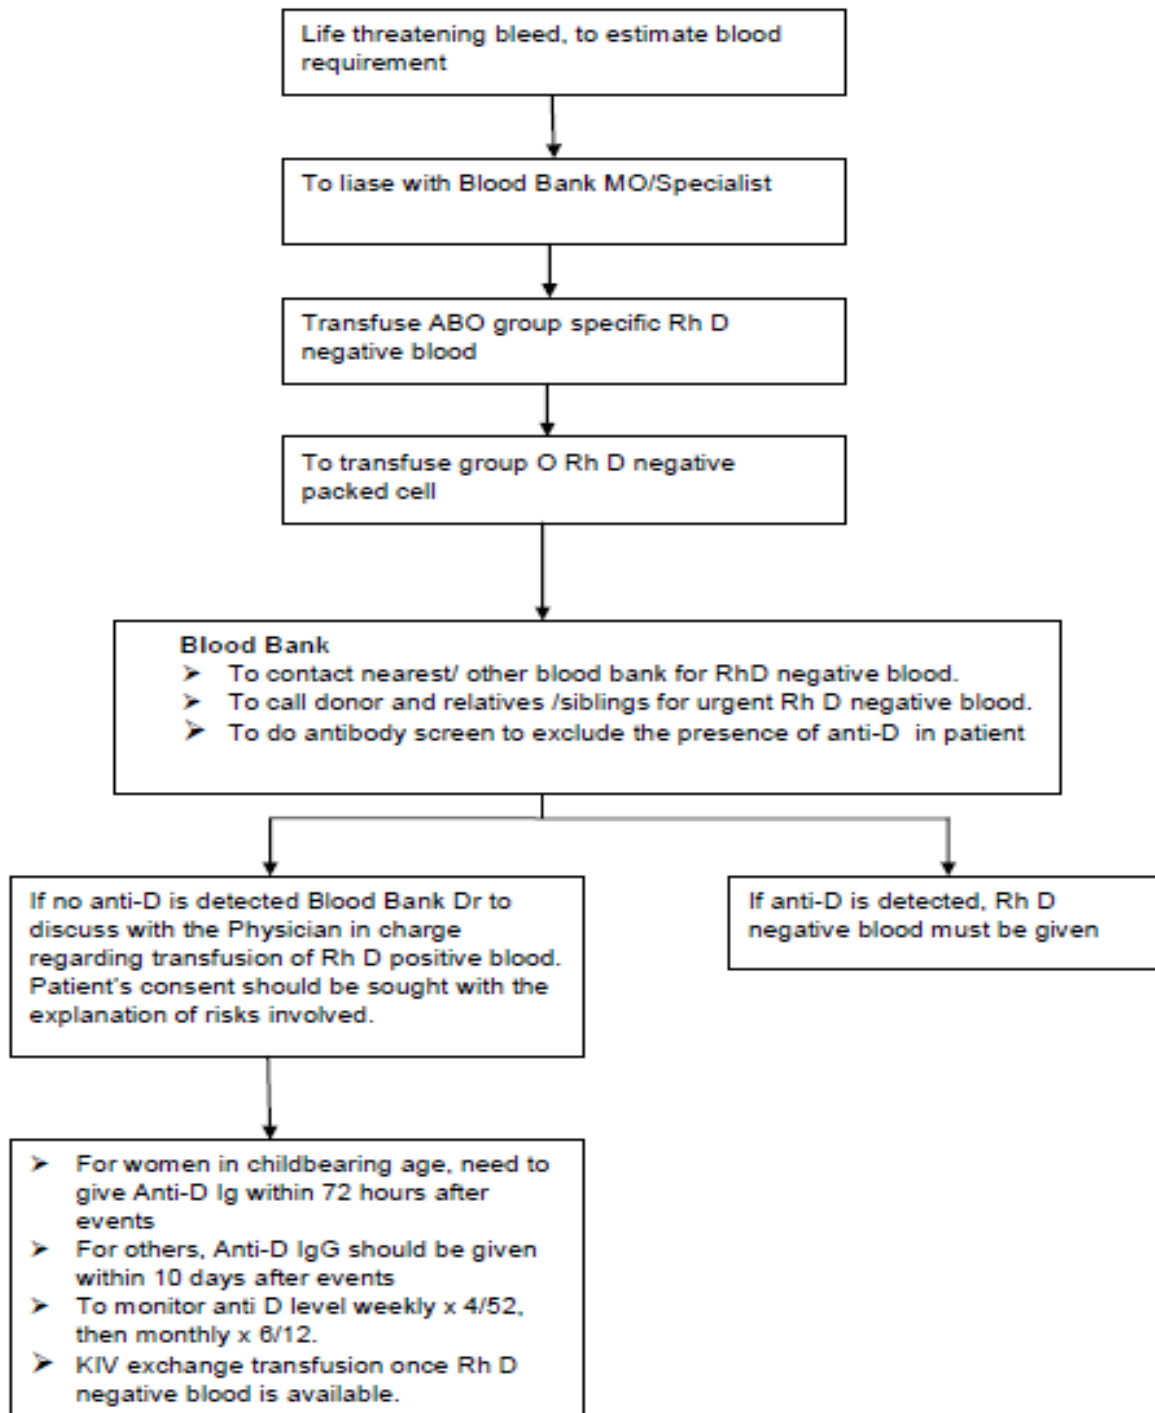 Life threatening bleed, to estimate blood
requirement
To liase with Blood Bank MO/Specialist
Transfuse ABO group specific Rh D
negative blood
To transfuse group O Rh D negative
packed cell
Blood Bank
➤ To contact nearest/ other blood bank for RhD negative blood.
➤ To call donor and relatives /siblings for urgent Rh D negative blood.
➤ To do antibody screen to exclude the presence of anti-D in patient
If no anti-D is detected Blood Bank Dr to
discuss with the Physician in charge
regarding transfusion of Rh D positive blood.
Patient's consent should be sought with the
explanation of risks involved.
If anti-D is detected, Rh D
negative blood must be given
➤ For women in childbearing age, need to
give Anti-D Ig within 72 hours after
events
➤ For others, Anti-D IgG should be given
within 10 days after events
➤ To monitor anti D level weekly x 4/52,
then monthly x 6/12.
➤ KIV exchange transfusion once Rh D
negative blood is available.